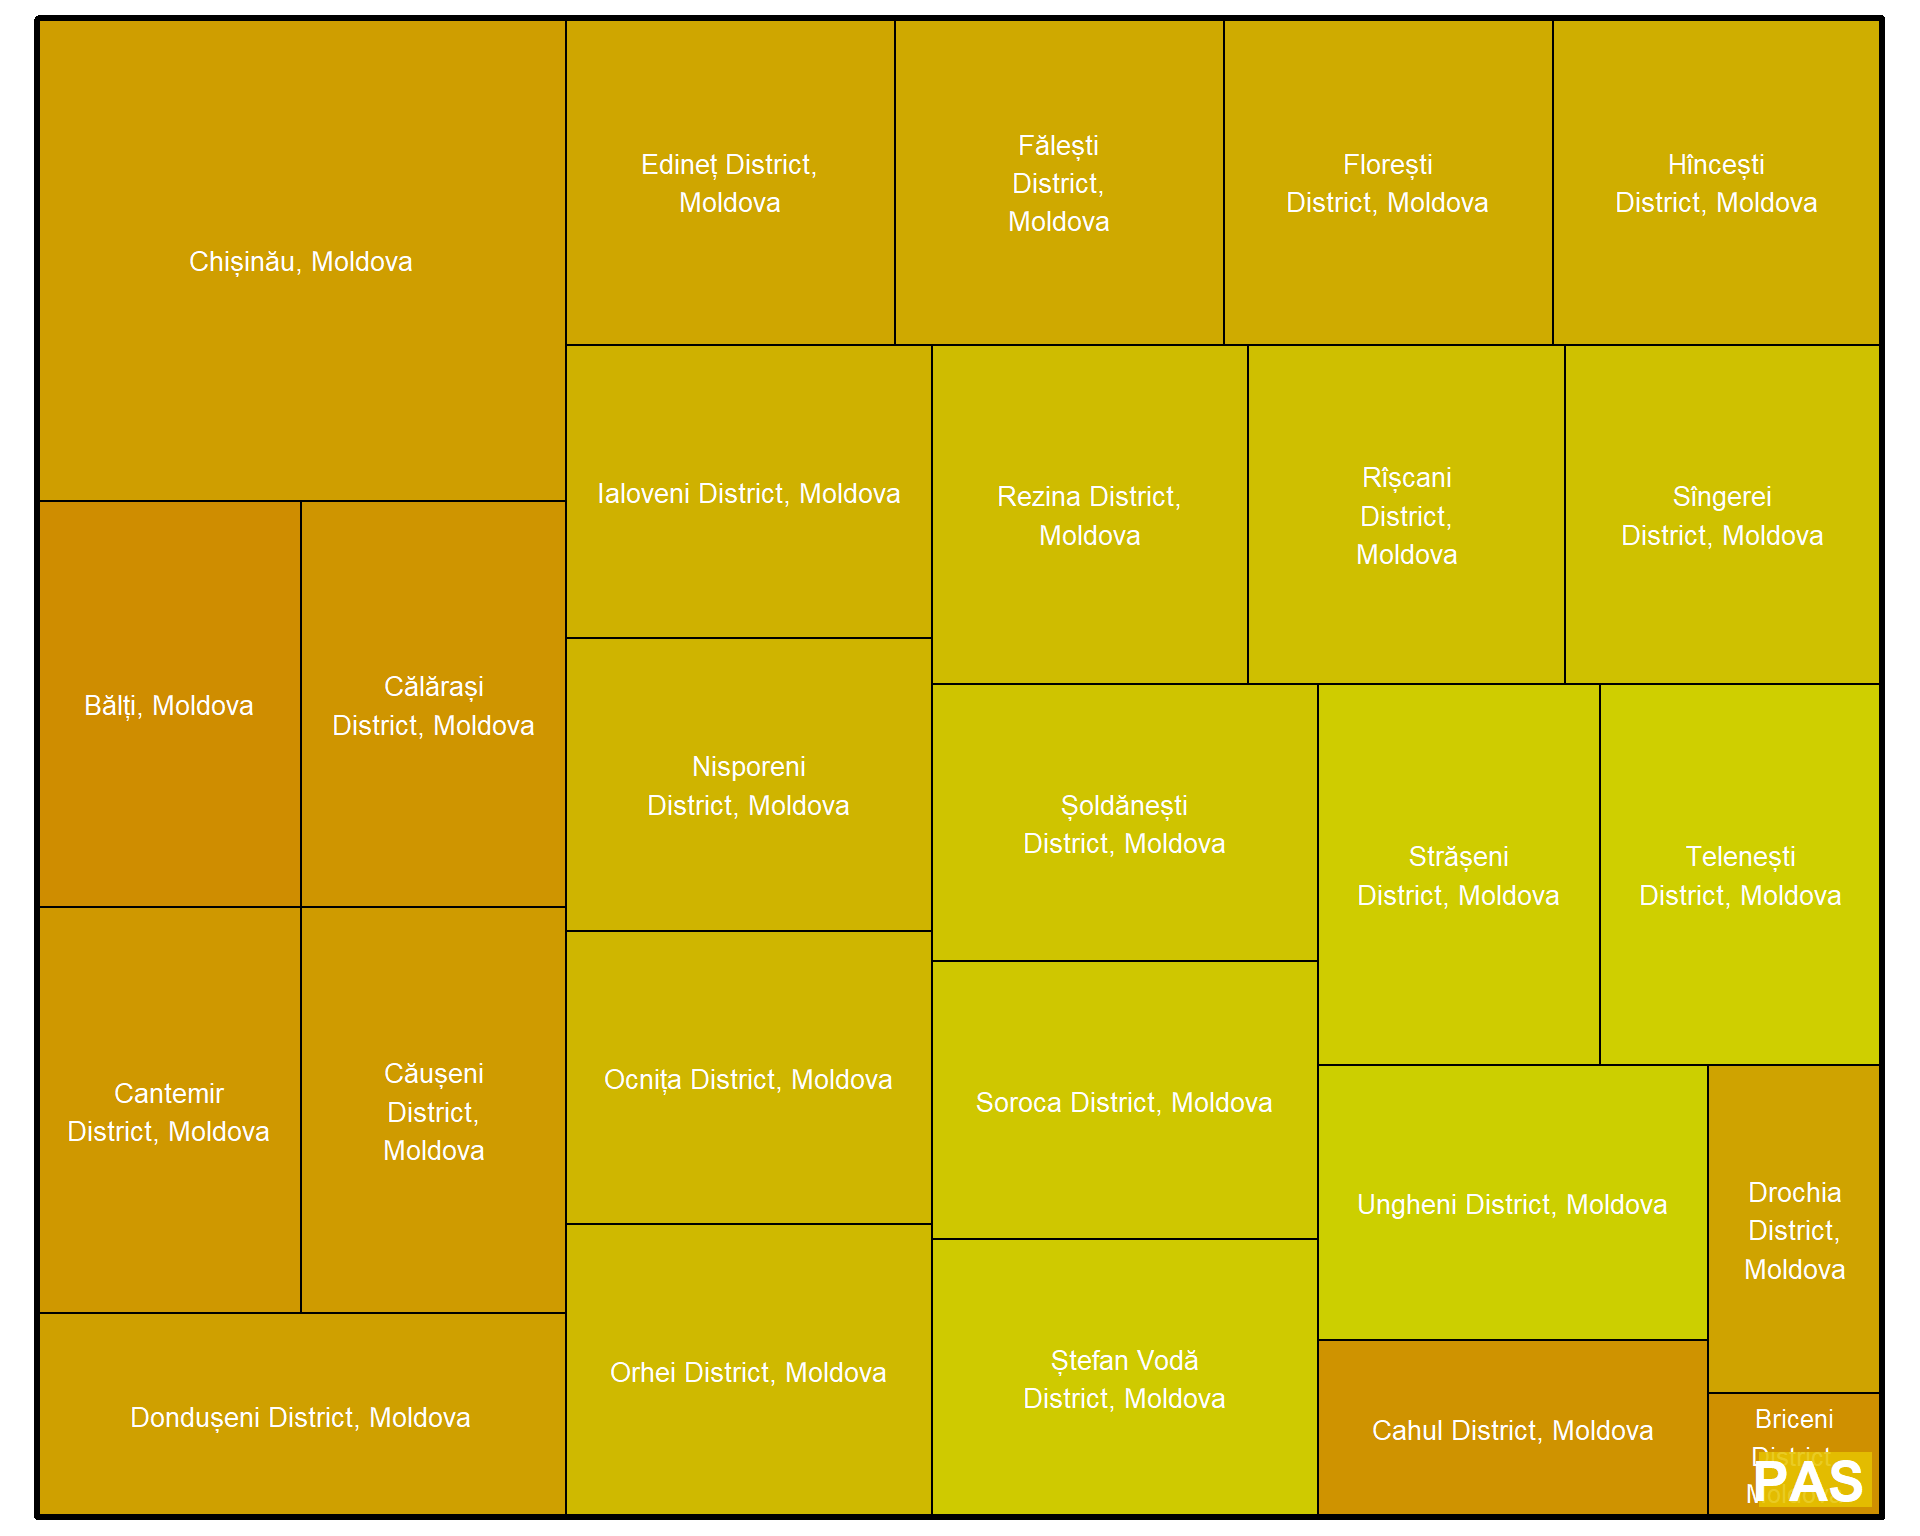 Chișinău, Moldova
Edineț District,
Moldova
Fălești
District,
Moldova
Florești
District, Moldova
Hîncești
District, Moldova
Ialoveni District, Moldova
Rezina District,
Moldova
Rîșcani
District,
Moldova
Sîngerei
District, Moldova
Bălți, Moldova
Călărași
District, Moldova
Nisporeni
District, Moldova
Șoldănești
District, Moldova
Strășeni
District, Moldova
Telenești
District, Moldova
Cantemir
District, Moldova
Căușeni
District,
Moldova
Ocnița District, Moldova
Soroca District, Moldova
Ungheni District, Moldova
Drochia
District,
Moldova
Dondușeni District, Moldova
Orhei District, Moldova
Ștefan Vodă
District, Moldova
Cahul District, Moldova
Briceni
District,
Moldova
PAS